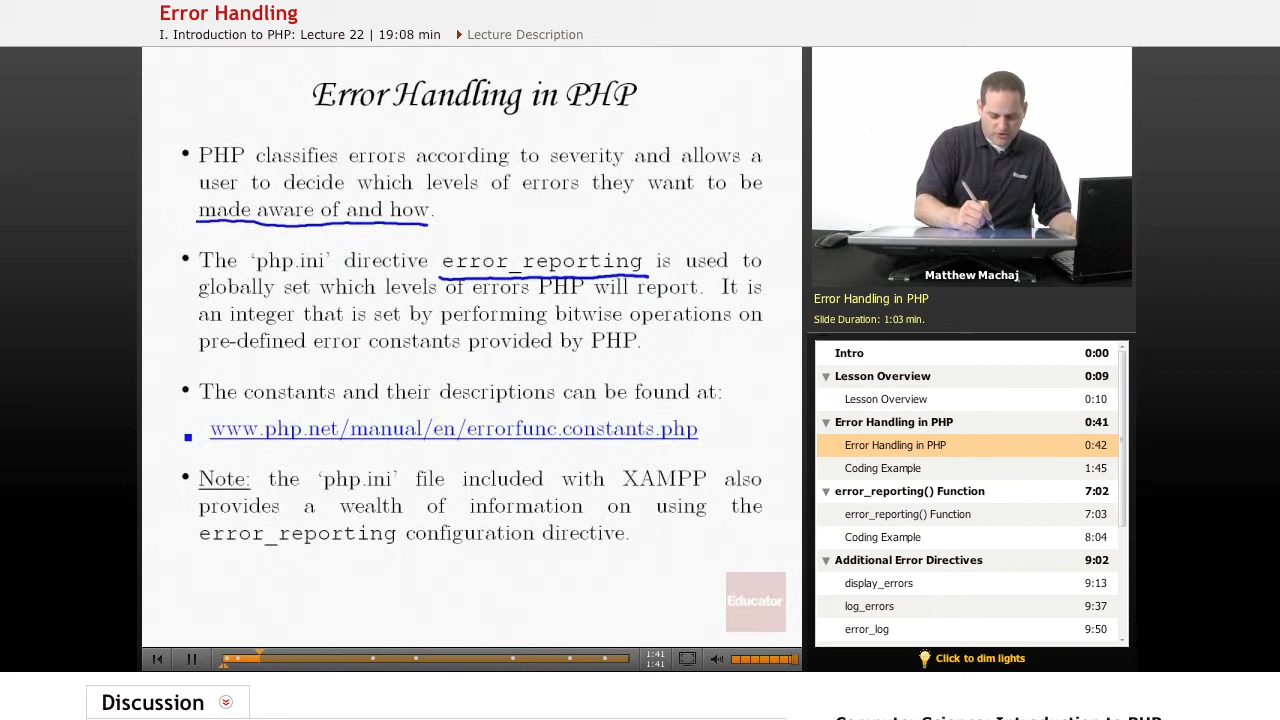 Error Handling
I. Introduction to PHP: Lecture 22 | 19:08 min
Lecture Description
Error Handling in PHP
• PHP classifies errors according to severity and allows a
user to decide which levels of errors they want to be
made aware of and how.
• The ‘php.ini’ directive error_reporting is used to
globally set which levels of errors PHP will report. It is
an integer that is set by performing bitwise operations on
pre-defined error constants provided by PHP.
• The constants and their descriptions can be found at:
www.php.net/manual/en/errorfunc.constants.php
• Note: the ‘php.ini’ file included with XAMPP also
provides a wealth of information on using the
error_reporting configuration directive.
Educator
1:41
1:41
Matthew Machaj
Error Handling in PHP
Slide Duration: 1:03 min.
Intro 0:00
Lesson Overview 0:09
Lesson Overview 0:10
Error Handling in PHP 0:41
Error Handling in PHP 0:42
Coding Example 1:45
error_reporting() Function 7:02
error_reporting() Function 7:03
Coding Example 8:04
Additional Error Directives 9:02
display_errors 9:13
log_errors 9:37
error_log 9:50
Click to dim lights
Discussion
Computer Science: Introduction to PHP